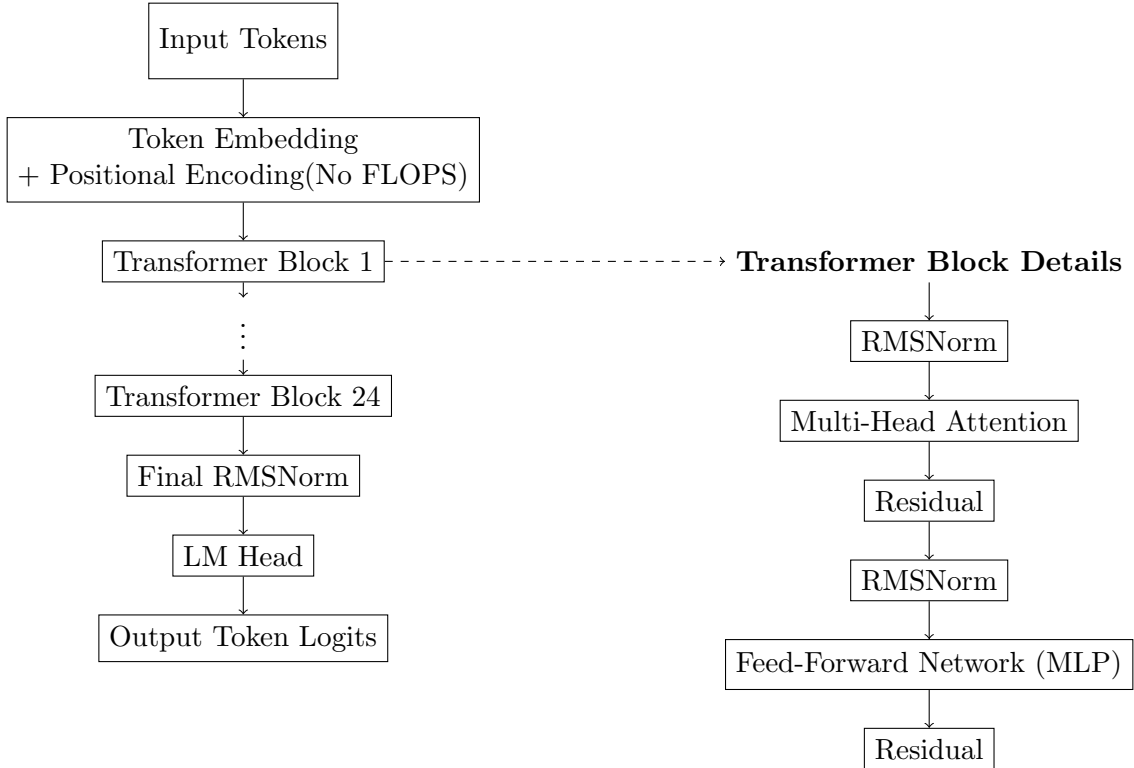 Input Tokens
Token Embedding
+ Positional Encoding(No FLOPS)
Transformer Block 1
⋮
Transformer Block 24
Final RMSNorm
LM Head
Output Token Logits
Transformer Block Details
RMSNorm
Multi-Head Attention
Residual
RMSNorm
Feed-Forward Network (MLP)
Residual